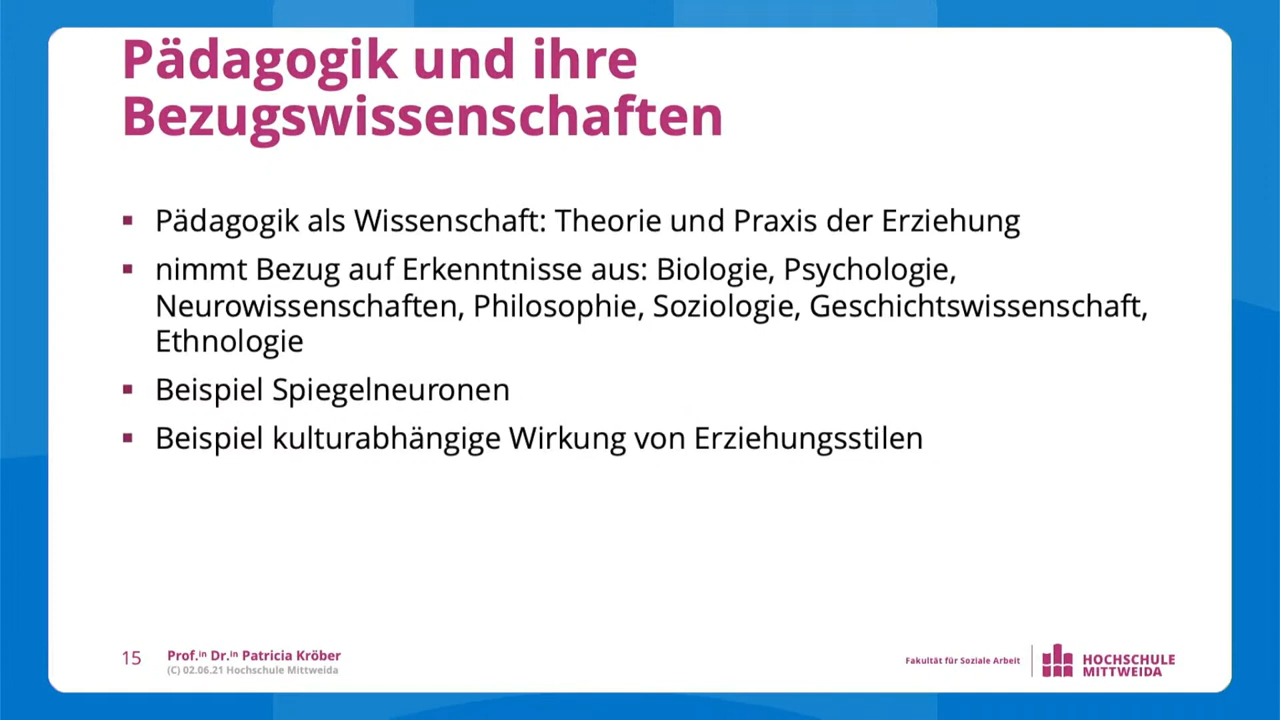 Pädagogik und ihre
Bezugswissenschaften
▪ Pädagogik als Wissenschaft: Theorie und Praxis der Erziehung
▪ nimmt Bezug auf Erkenntnisse aus: Biologie, Psychologie,
Neurowissenschaften, Philosophie, Soziologie, Geschichtswissenschaft,
Ethnologie
▪ Beispiel Spiegelneuronen
▪ Beispiel kulturabhängige Wirkung von Erziehungsstilen
15
Prof.ⁱⁿ Dr.ⁱⁿ Patricia Kröber
(C) 02.06.21 Hochschule Mittweida
Fakultät für Soziale Arbeit
HOCHSCHULE
MITTWEIDA